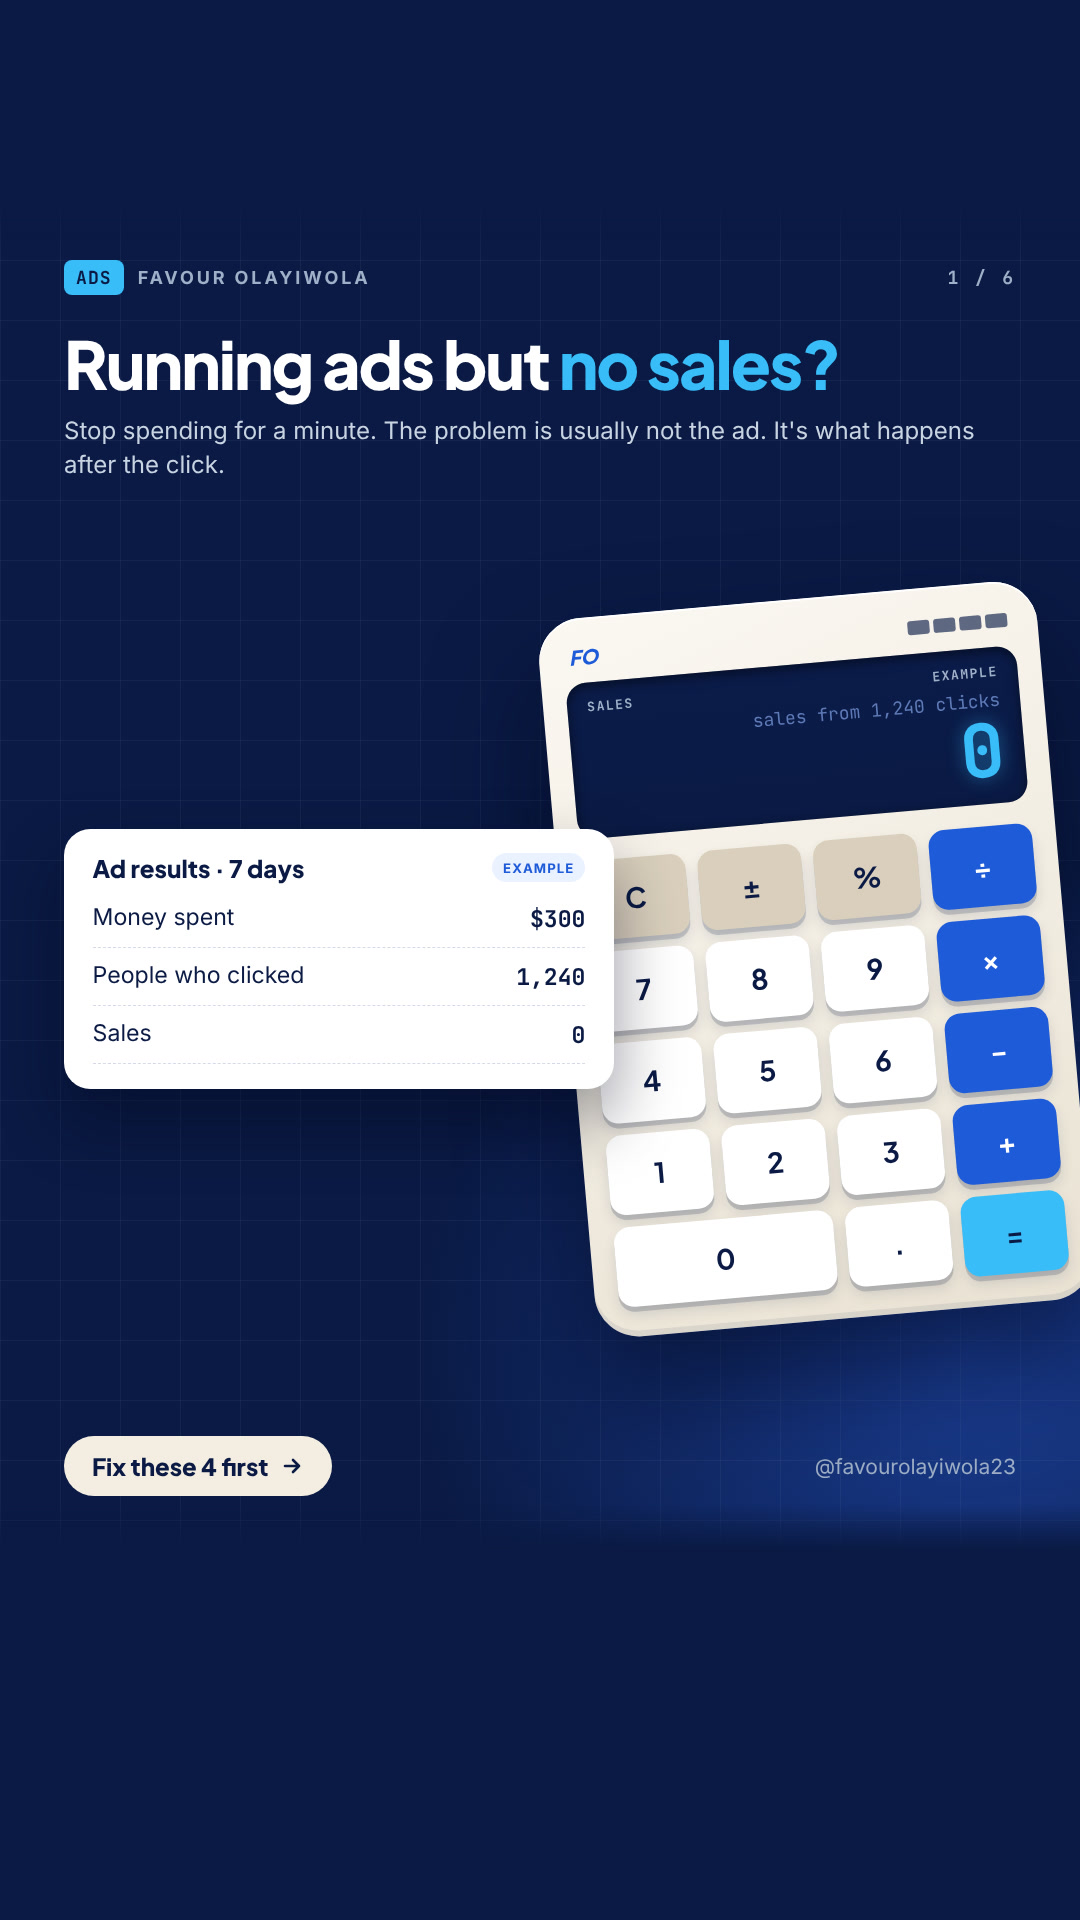 ADS FAVOUR OLAYIWOLA 1 / 6
Running ads but no sales?
Stop spending for a minute. The problem is usually not the ad. It's what happens
after the click.
FO
SALES EXAMPLE
sales from 1,240 clicks
0
Ad results · 7 days EXAMPLE
Money spent $300
People who clicked 1,240
Sales 0
C ± % ÷
7 8 9 ×
4 5 6 −
1 2 3 +
0 . =
Fix these 4 first →
@favourolayiwola23